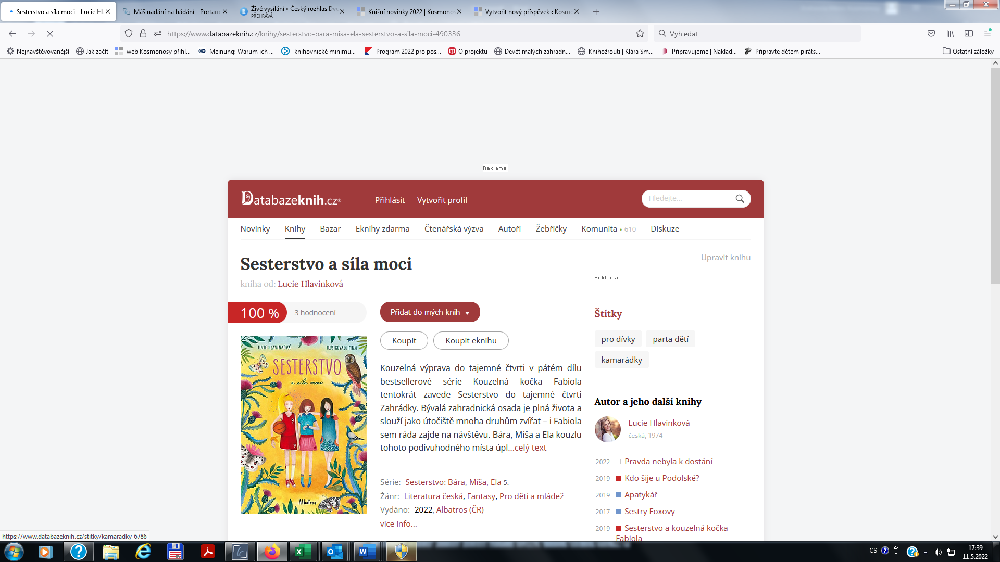 Sesterstvo a síla moci - Lucie Hl
Máš nadání na hádání - Portaro
Živé vysílání • Český rozhlas Dvo
PŘEHRÁVÁ
Knižní novinky 2022 | Kosmonos
Vytvořit nový příspěvek ‹ Kosmo
https://www.databazeknih.cz/knihy/sesterstvo-bara-misa-ela-sesterstvo-a-sila-moci-490336
Vyhledat
Nejnavštěvovanější
Jak začít
web Kosmonosy přihl...
Meinung: Warum ich ...
knihovnické minimu...
Program 2022 pro pos...
O projektu
Devět malých zahradn...
Knihožrouti | Klára Sm...
Připravujeme | Naklad...
Připravte dětem piráts...
Ostatní záložky
Reklama
Databazeknih.cz®
Přihlásit
Vytvořit profil
Hledejte...
Novinky
Knihy
Bazar
Eknihy zdarma
Čtenářská výzva
Autoři
Žebříčky
Komunita • 610
Diskuze
Sesterstvo a síla moci
Upravit knihu
kniha od: Lucie Hlavinková
Reklama
100 %
3 hodnocení
Přidat do mých knih
Koupit
Koupit eknihu
LUCIE HLAVINKOVÁ
ILUSTROVALA MILA
SESTERSTVO
a síla moci
9
9
Albatros
Kouzelná výprava do tajemné čtvrti v pátém dílu
bestsellerové série Kouzelná kočka Fabiola
tentokrát zavede Sesterstvo do tajemné čtvrti
Zahrádky. Bývalá zahradnická osada je plná života a
slouží jako útočiště mnoha druhům zvířat – i Fabiola
sem ráda zajde na návštěvu. Bára, Míša a Ela kouzlu
tohoto podivuhodného místa úpl...celý text
Série: Sesterstvo: Bára, Míša, Ela 5.
Žánr: Literatura česká, Fantasy, Pro děti a mládež
Vydáno: 2022, Albatros (ČR)
více info...
Štítky
pro dívky
parta dětí
kamarádky
Autor a jeho další knihy
Lucie Hlavinková
česká, 1974
2022 Pravda nebyla k dostání
2019 Kdo šije u Podolské?
2019 Apatykář
2017 Sestry Foxovy
2019 Sesterstvo a kouzelná kočka
Fabiola
https://www.databazeknih.cz/stitky/kamaradky-6786
64
CS
17:39
11.5.2022